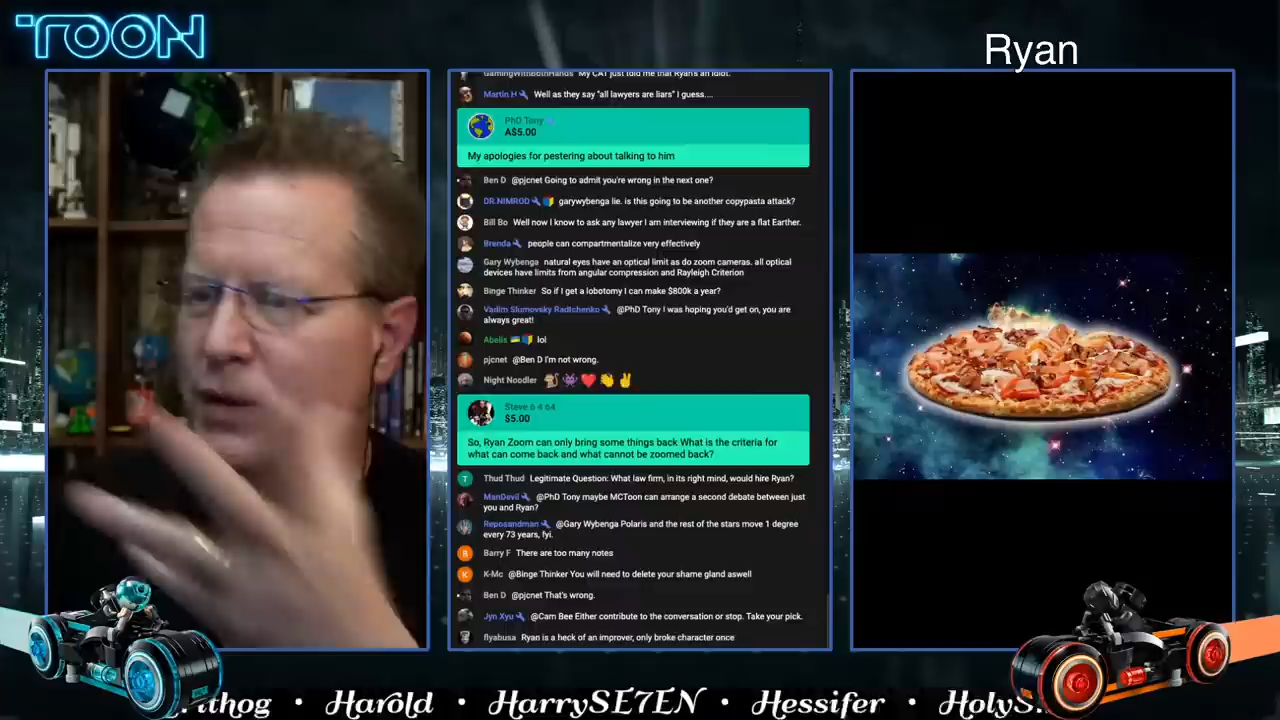 TOON
Ryan
GamingWithBothHands My CAT just told me that Ryan's an idiot.
Martin H Well as they say "all lawyers are liars" I guess....
PhD Tony
A$5.00
My apologies for pestering about talking to him
Ben D @pjcnet Going to admit you're wrong in the next one?
DR.NIMROD garywybenga lie. is this going to be another copypasta attack?
Bill Bo Well now I know to ask any lawyer I am interviewing if they are a flat Earther.
Brenda people can compartmentalize very effectively
Gary Wybenga natural eyes have an optical limit as do zoom cameras. all optical
devices have limits from angular compression and Rayleigh Criterion
Binge Thinker So if I get a lobotomy I can make $800k a year?
Vadim Slumovsky Radtchenko @PhD Tony I was hoping you'd get on, you are
always great!
Abelis lol
pjcnet @Ben D I'm not wrong.
Night Noodler
Steve 6 4 64
$5.00
So, Ryan Zoom can only bring some things back What is the criteria for
what can come back and what cannot be zoomed back?
T Thud Thud Legitimate Question: What law firm, in its right mind, would hire Ryan?
ManDevil @PhD Tony maybe MCToon can arrange a second debate between just
you and Ryan?
Reposandman @Gary Wybenga Polaris and the rest of the stars move 1 degree
every 73 years, fyi.
B Barry F There are too many notes
K K-Mc @Binge Thinker You will need to delete your shame gland aswell
Ben D @pjcnet That's wrong.
Jyn Xyu @Cam Bee Either contribute to the conversation or stop. Take your pick.
flyabusa Ryan is a heck of an improver, only broke character once
thog • Harold • HarrySE7EN • Hessifer • HolyS